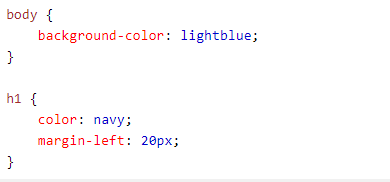 body {
    background-color: lightblue;
}

h1 {
    color: navy;
    margin-left: 20px;
}